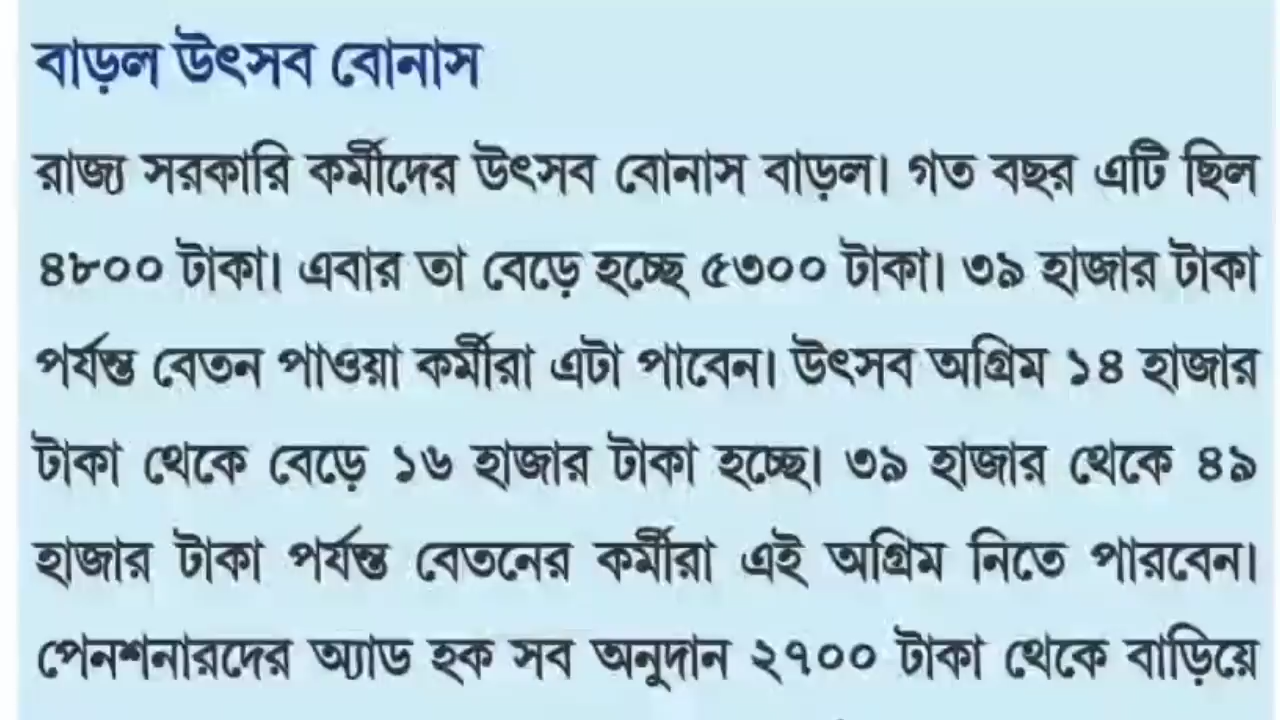 বাড়ল উৎসব বোনাস
রাজ্য সরকারি কর্মীদের উৎসব বোনাস বাড়ল। গত বছর এটি ছিল
৪৮০০ টাকা। এবার তা বেড়ে হচ্ছে ৫৩০০ টাকা। ৩৯ হাজার টাকা
পর্যন্ত বেতন পাওয়া কর্মীরা এটা পাবেন। উৎসব অগ্রিম ১৪ হাজার
টাকা থেকে বেড়ে ১৬ হাজার টাকা হচ্ছে। ৩৯ হাজার থেকে ৪৯
হাজার টাকা পর্যন্ত বেতনের কর্মীরা এই অগ্রিম নিতে পারবেন।
পেনশনারদের অ্যাড হক সব অনুদান ২৭০০ টাকা থেকে বাড়িয়ে